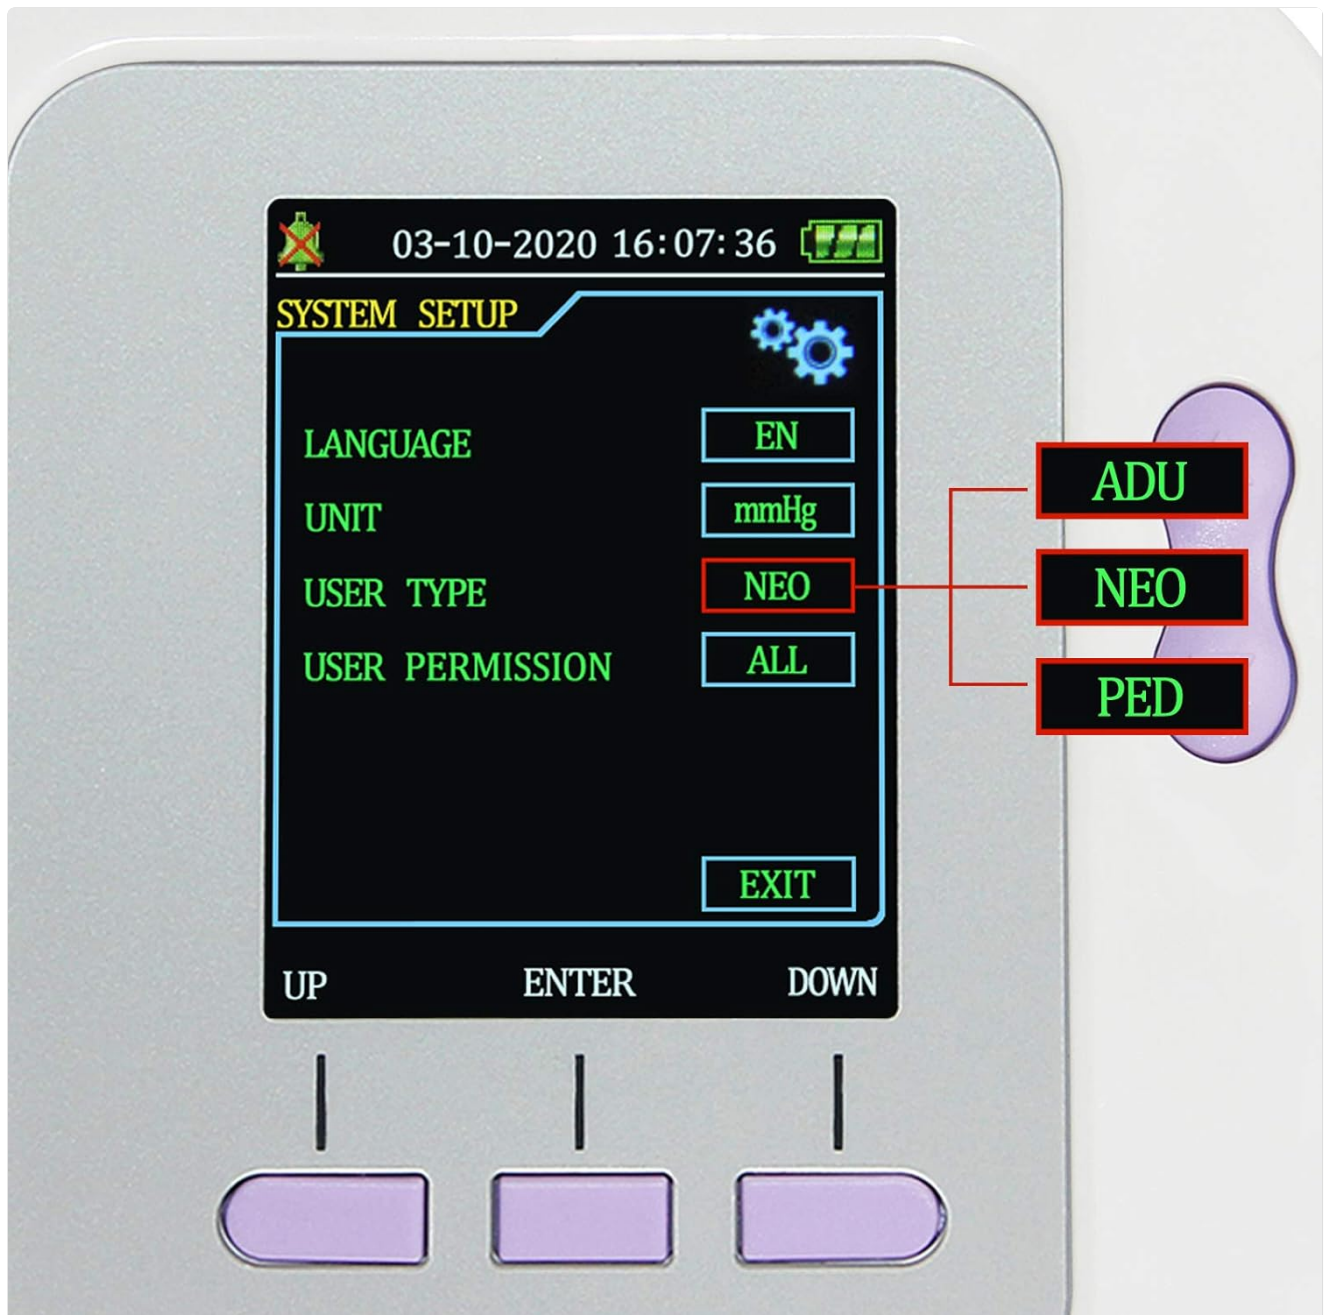 03-10-2020 16:07:36
SYSTEM SETUP
LANGUAGE EN
UNIT mmHg
USER TYPE NEO
USER PERMISSION ALL
EXIT
UP ENTER DOWN
ADU
NEO
PED